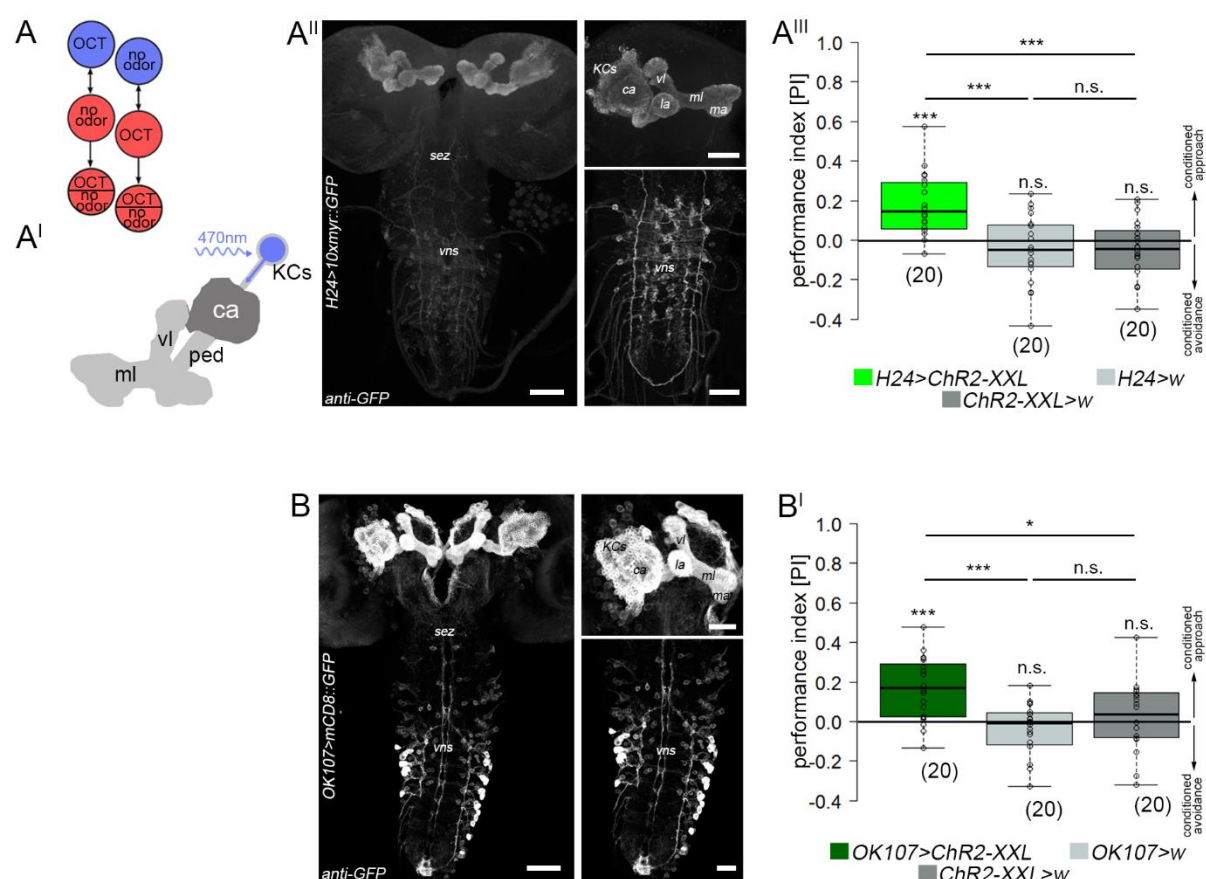 A
OCT
no odor
no odor
OCT
OCT
no odor
OCT
no odor
A^I
470nm
KCs
ca
vl
ped
ml
A^II
H24>10xmyr::GFP
sez
vns
anti-GFP
KCs
vl
ca
ml
la
ma
vns
A^III
performance index [PI]
1.0
0.8
0.6
0.4
0.2
0.0
-0.2
-0.4
***
***
n.s.
***
n.s.
n.s.
(20)
(20)
(20)
conditioned approach
conditioned avoidance
H24>ChR2-XXL
H24>w
ChR2-XXL>w
B
OK107>mCD8::GFP
sez
vns
anti-GFP
KCs
vl
ca
la
ml
ma
vns
B^I
performance index [PI]
1.0
0.8
0.6
0.4
0.2
0.0
-0.2
-0.4
*
***
n.s.
***
n.s.
n.s.
(20)
(20)
(20)
conditioned approach
conditioned avoidance
OK107>ChR2-XXL
OK107>w
ChR2-XXL>w